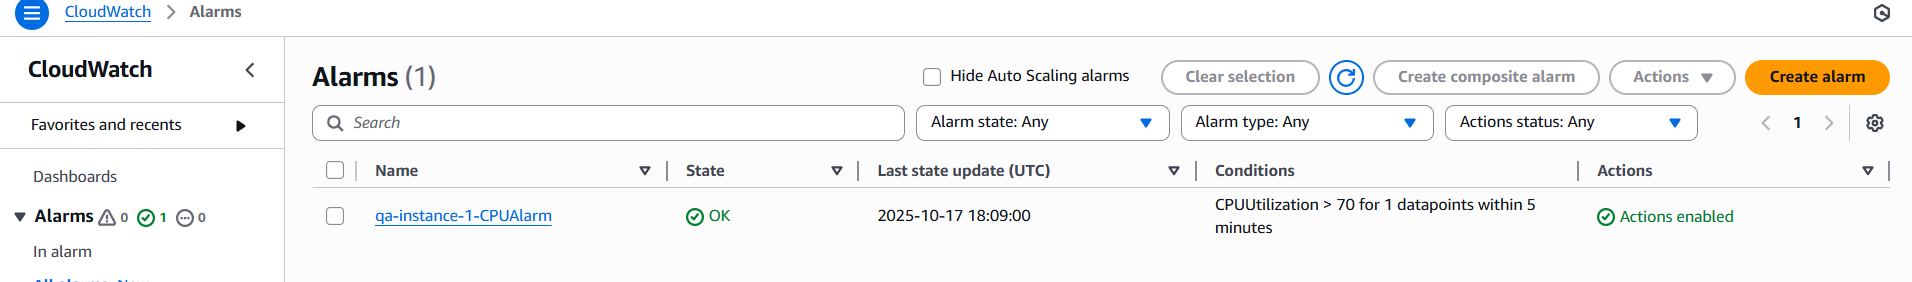 CloudWatch > Alarms
CloudWatch
Favorites and recents
Dashboards
Alarms 0 1 0
In alarm
Alarms (1)
Hide Auto Scaling alarms
Clear selection
Create composite alarm
Actions
Create alarm
Search
Alarm state: Any
Alarm type: Any
Actions status: Any
1
Name State Last state update (UTC) Conditions Actions
qa-instance-1-CPUAlarm OK 2025-10-17 18:09:00 CPUUtilization > 70 for 1 datapoints within 5
minutes
Actions enabled